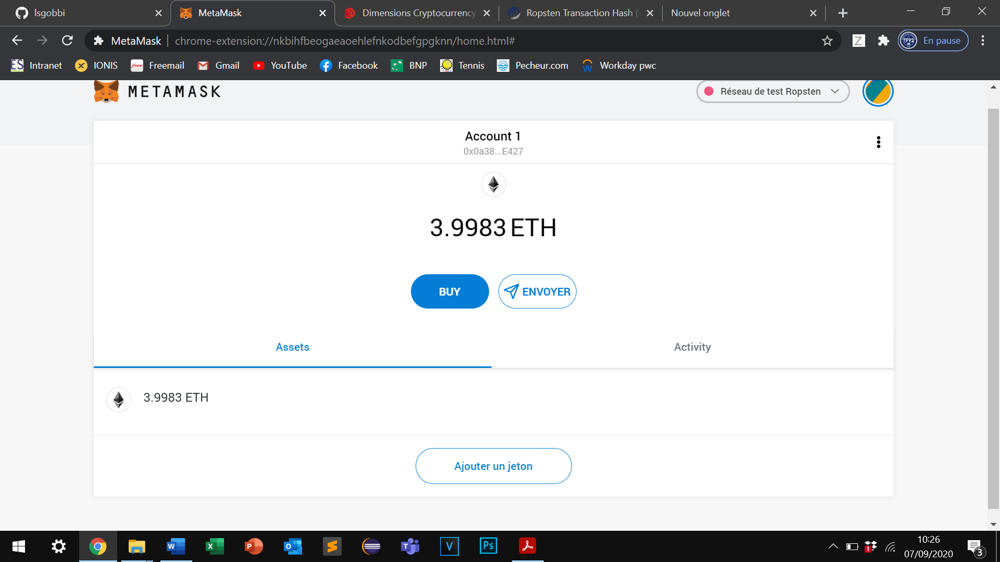 lsgobbi
MetaMask
Dimensions Cryptocurrency
Ropsten Transaction Hash (
Nouvel onglet
MetaMask
chrome-extension://nkbihfbeogaeaoehlefnkodbefgpgknn/home.html#
Z
TF92
En pause
ES Intranet
IONIS
free Freemail
Gmail
YouTube
Facebook
BNP
Tennis
Pecheur.com
W Workday pwc
METAMASK
Réseau de test Ropsten
Account 1
0x0a38...E427
3.9983 ETH
BUY
ENVOYER
Assets
Activity
3.9983 ETH
Ajouter un jeton
W
X
P
O
S
T
V
Ps
1
10:26
07/09/2020
3